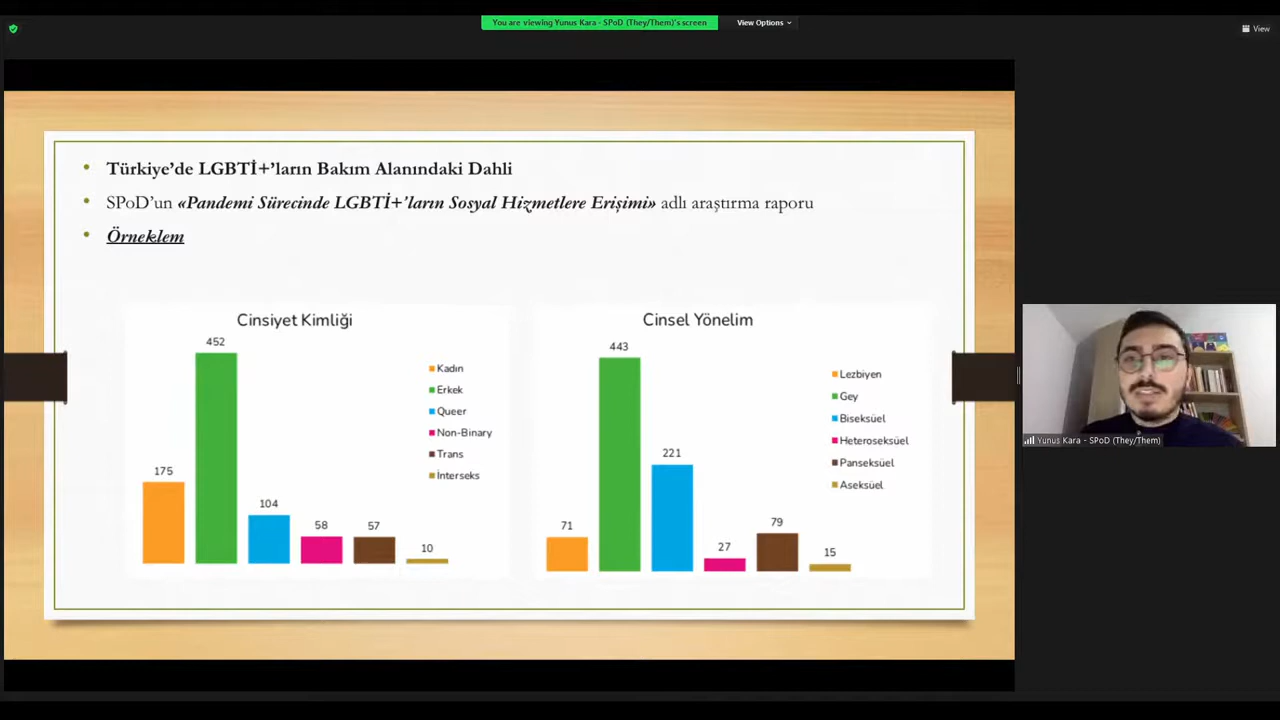 You are viewing Yunus Kara - SPoD (They/Them)'s screen
View Options
View
Türkiye’de LGBTİ+’ların Bakım Alanındaki Dahli
SPoD’un «Pandemi Sürecinde LGBTİ+’ların Sosyal Hizmetlere Erişimi» adlı araştırma raporu
Örneklem
Cinsiyet Kimliği
452
175
104
58
57
10
Kadın
Erkek
Queer
Non-Binary
Trans
İnterseks
Cinsel Yönelim
443
221
71
27
79
15
Lezbiyen
Gey
Biseksüel
Heteroseksüel
Panseksüel
Aseksüel
Yunus Kara - SPoD (They/Them)